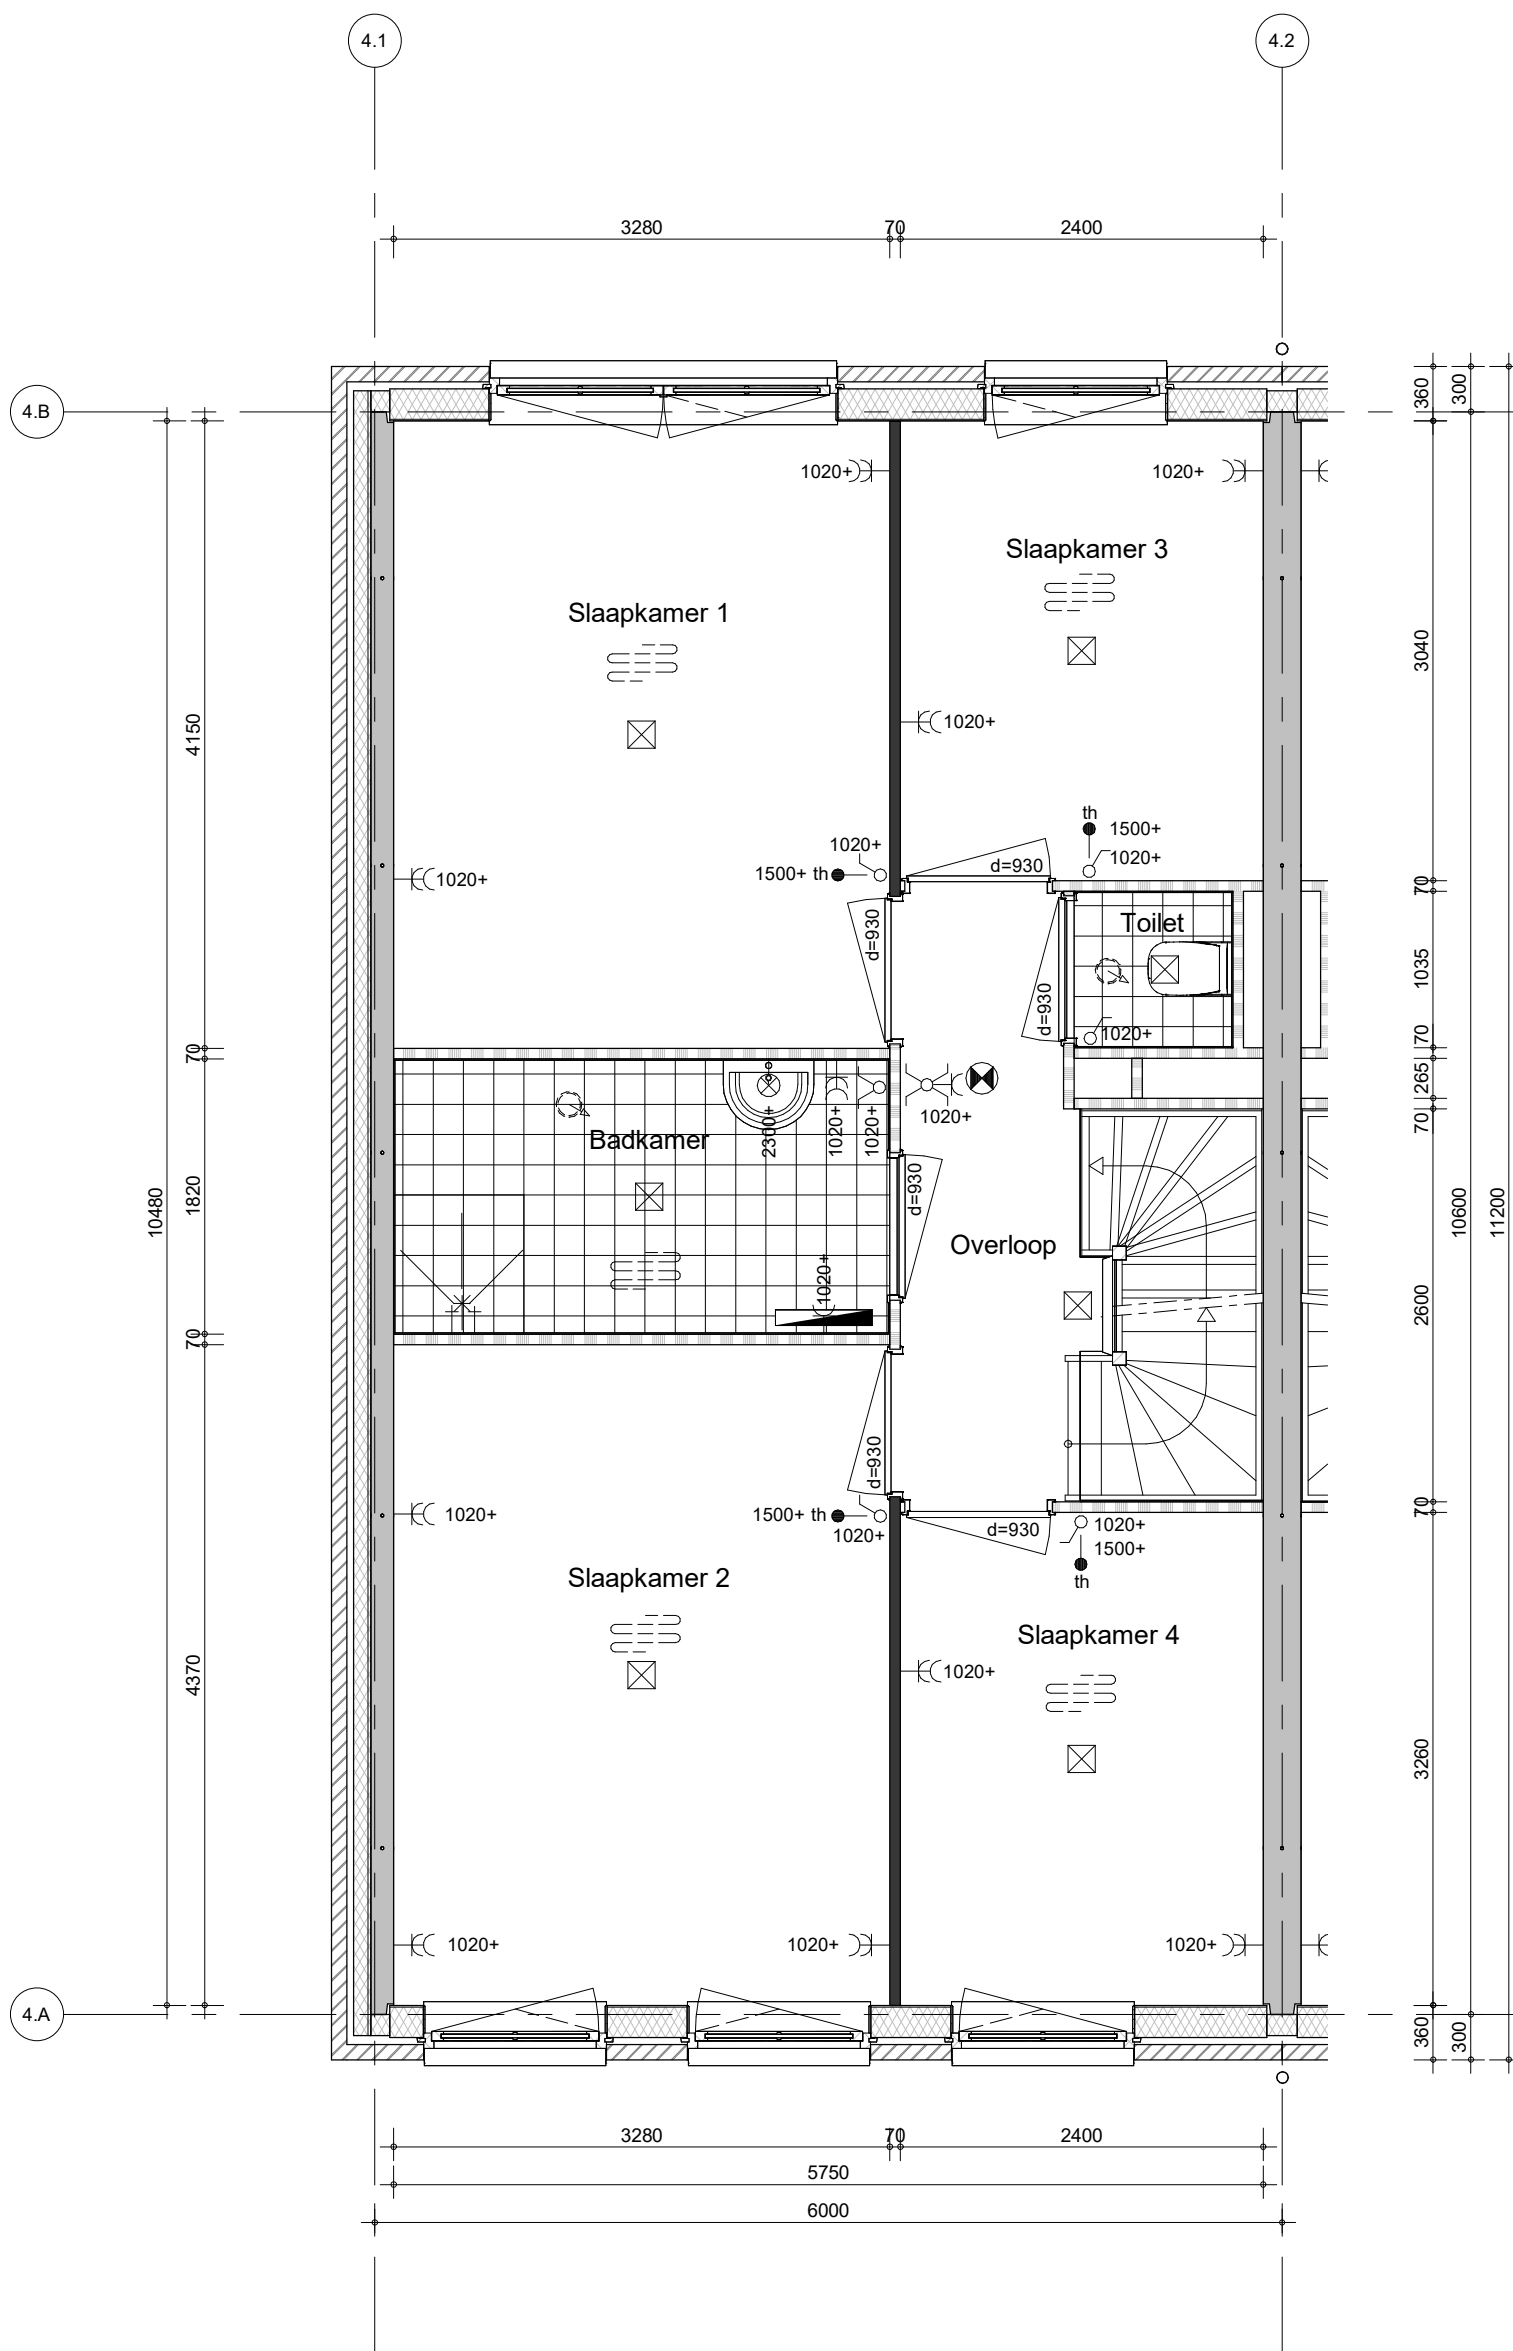 4.1
4.2
3280
70
2400
4.B
360
300
1020+
1020+
Slaapkamer 3
Slaapkamer 1
3040
4150
1020+
th
1500+
1020+
1020+
1500+ th
1020+
d=930
70
d=930
Toilet
1035
d=930
1020+
70
70
265
1020+
2300+
1020+
1020+
70
Badkamer
d=930
1820
10480
10600
11200
Overloop
1020+
2600
70
d=930
70
1020+
1500+ th
1020+
d=930
1020+
1500+
th
Slaapkamer 2
Slaapkamer 4
1020+
4370
3260
1020+
1020+
1020+
4.A
360
300
3280
70
2400
5750
6000